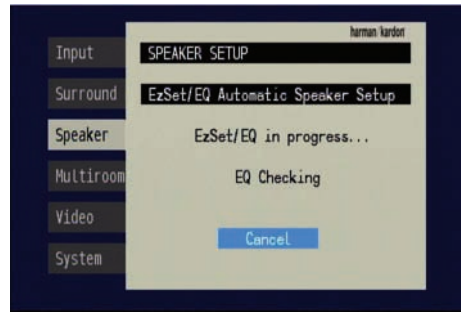 harman/kardon
Input
SPEAKER SETUP
Surround
EzSet/EQ Automatic Speaker Setup
Speaker
EzSet/EQ in progress...
Multiroom
EQ Checking
Video
Cancel
System